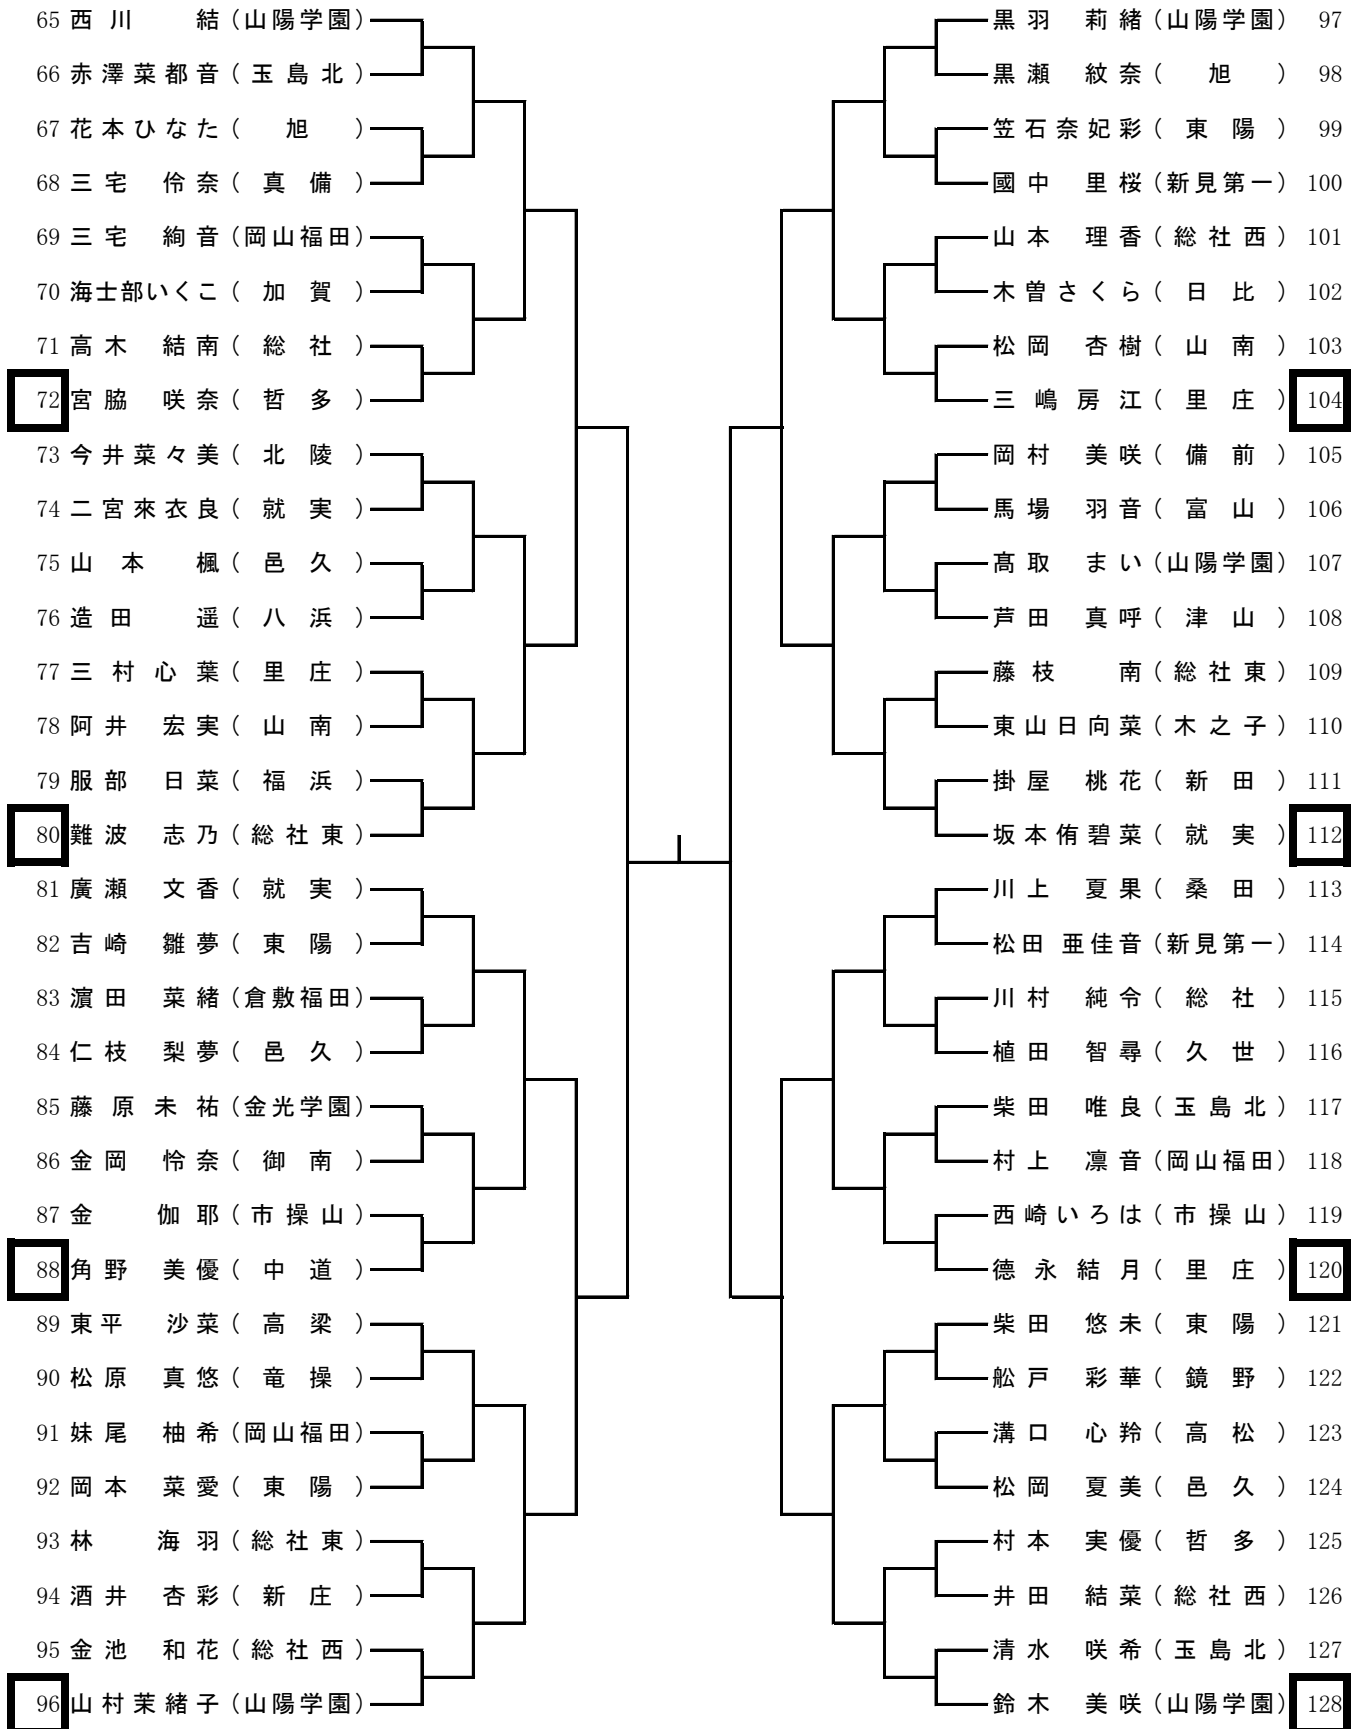 65 西川 結 (山陽学園)
66 赤澤菜都音 (玉島北)
67 花本ひなた (旭)
68 三宅 伶奈 (真備)
69 三宅 絢音 (岡山福田)
70 海士部いくこ (加賀)
71 高木 結南 (総社)
72 宮脇 咲奈 (哲多)
73 今井菜々美 (北陵)
74 二宮來衣良 (就実)
75 山本 楓 (邑久)
76 造田 遥 (八浜)
77 三村心葉 (里庄)
78 阿井 宏実 (山南)
79 服部 日菜 (福浜)
80 難波 志乃 (総社東)
81 廣瀬 文香 (就実)
82 吉崎 雛夢 (東陽)
83 濵田 菜緒 (倉敷福田)
84 仁枝 梨夢 (邑久)
85 藤原未祐 (金光学園)
86 金岡 怜奈 (御南)
87 金 伽耶 (市操山)
88 角野 美優 (中道)
89 東平 沙菜 (高梁)
90 松原 真悠 (竜操)
91 妹尾 柚希 (岡山福田)
92 岡本 菜愛 (東陽)
93 林 海羽 (総社東)
94 酒井 杏彩 (新庄)
95 金池 和花 (総社西)
96 山村茉緒子 (山陽学園)
黒羽 莉緒 (山陽学園) 97
黒瀬 紋奈 (旭) 98
笠石奈妃彩 (東陽) 99
國中 里桜 (新見第一) 100
山本 理香 (総社西) 101
木曽さくら (日比) 102
松岡 杏樹 (山南) 103
三嶋房江 (里庄) 104
岡村 美咲 (備前) 105
馬場 羽音 (富山) 106
髙取 まい (山陽学園) 107
芦田 真呼 (津山) 108
藤枝 南 (総社東) 109
東山日向菜 (木之子) 110
掛屋 桃花 (新田) 111
坂本侑碧菜 (就実) 112
川上 夏果 (桑田) 113
松田 亜佳音 (新見第一) 114
川村 純令 (総社) 115
植田 智尋 (久世) 116
柴田 唯良 (玉島北) 117
村上 凛音 (岡山福田) 118
西崎いろは (市操山) 119
德永結月 (里庄) 120
柴田 悠未 (東陽) 121
舩戸 彩華 (鏡野) 122
溝口 心羚 (高松) 123
松岡 夏美 (邑久) 124
村本 実優 (哲多) 125
井田 結菜 (総社西) 126
清水 咲希 (玉島北) 127
鈴木 美咲 (山陽学園) 128